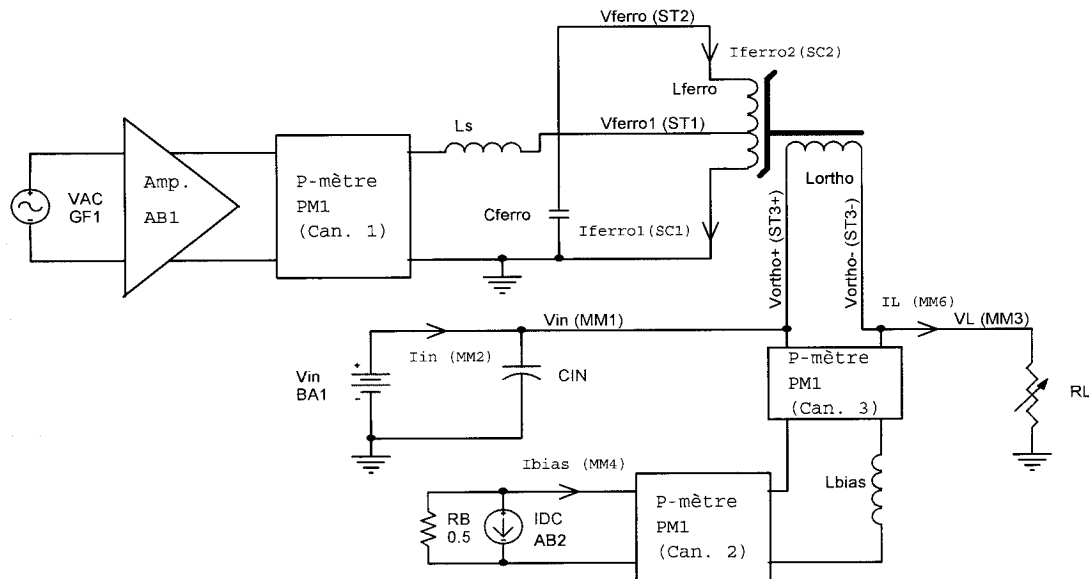 Vferro (ST2)
Iferro2(SC2)
Lferro
Ls
Vferro1 (ST1)
VAC
GF1
Amp.
AB1
P-mètre
PM1
(Can. 1)
Cferro
Iferro1(SC1)
Lortho
Vortho+ (ST3+)
Vortho- (ST3-)
IL (MM6)
Vin (MM1)
VL (MM3)
Iin (MM2)
+
Vin
BA1
-
CIN
P-mètre
PM1
(Can. 3)
RL
Ibias (MM4)
Lbias
RB
0.5
IDC
AB2
P-mètre
PM1
(Can. 2)